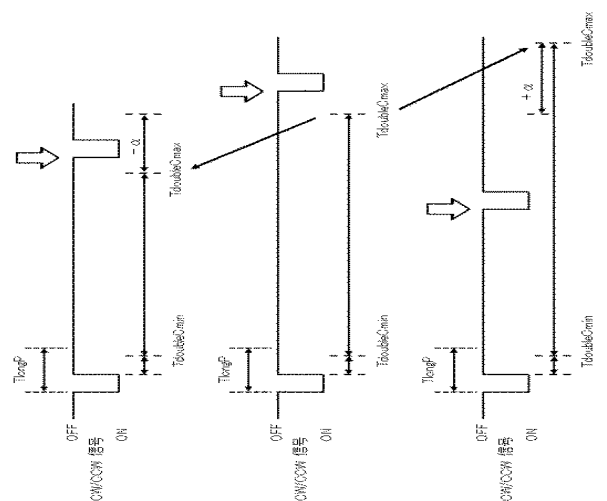 CW/CCW 信号
OFF
ON
TlongP
TdoubleCmin
TdoubleCmax
− α
CW/CCW 信号
OFF
ON
TlongP
TdoubleCmin
TdoubleCmax
CW/CCW 信号
OFF
ON
TlongP
TdoubleCmin
+ α
TdoubleCmax
TdoubleCmax